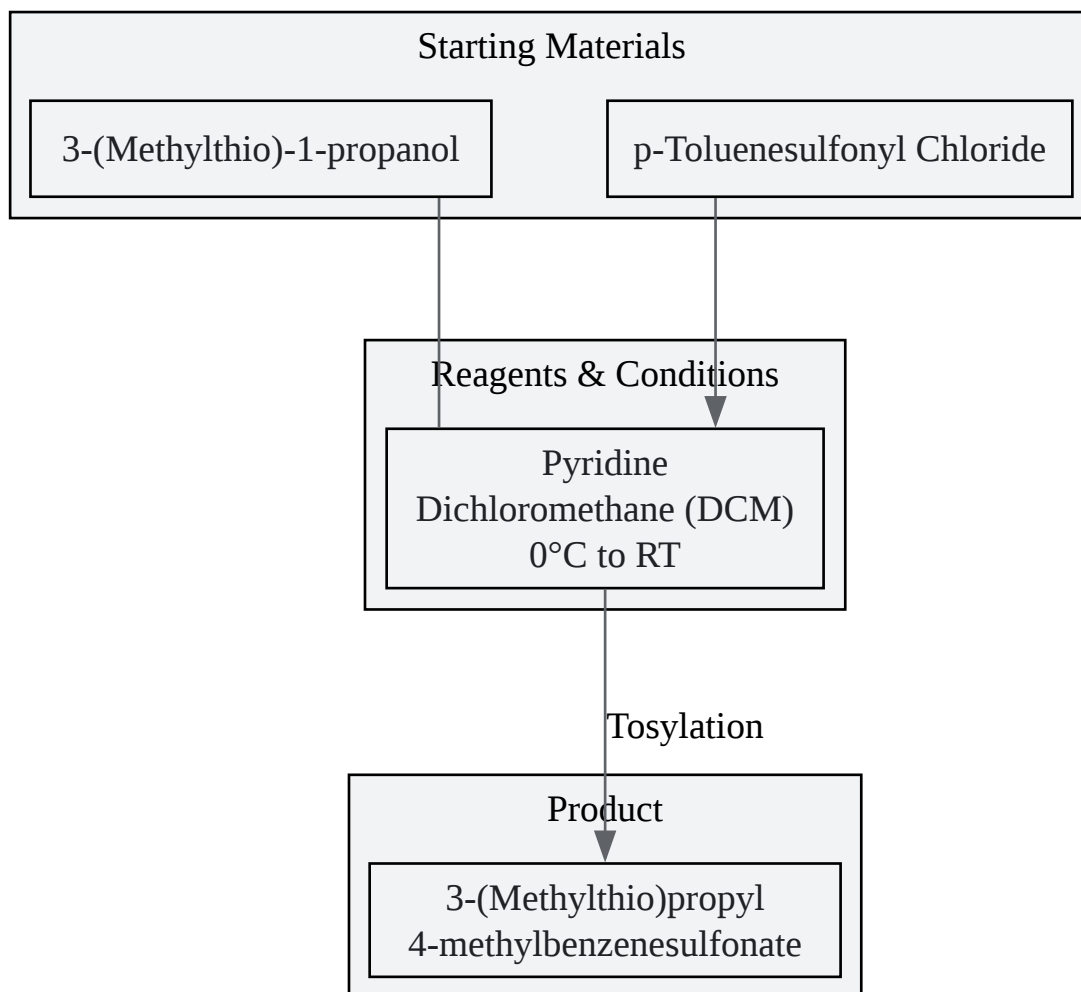 Starting Materials
3-(Methylthio)-1-propanol
p-Toluenesulfonyl Chloride
Reagents & Conditions
Pyridine
Dichloromethane (DCM)
0°C to RT
Tosylation
Product
3-(Methylthio)propyl
4-methylbenzenesulfonate